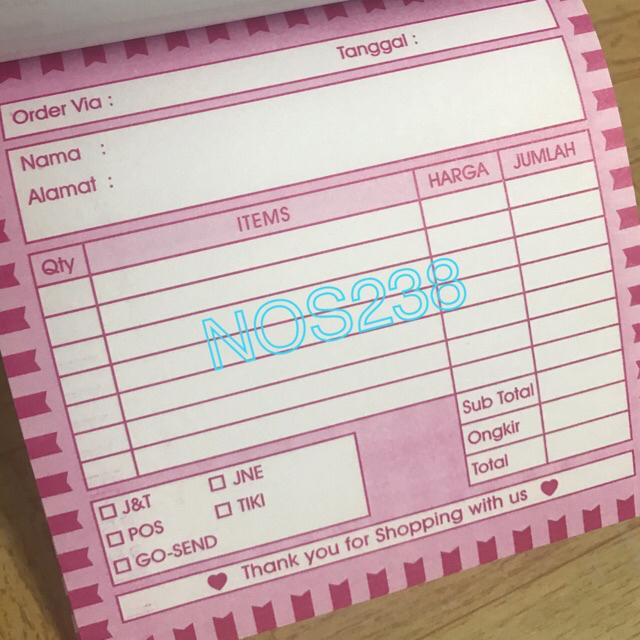 Tanggal :
Order Via :
Nama :
Alamat :
Qty ITEMS HARGA JUMLAH
NOS238
Sub Total
Ongkir
Total
J&T JNE
POS TIKI
GO-SEND
Thank you for Shopping with us